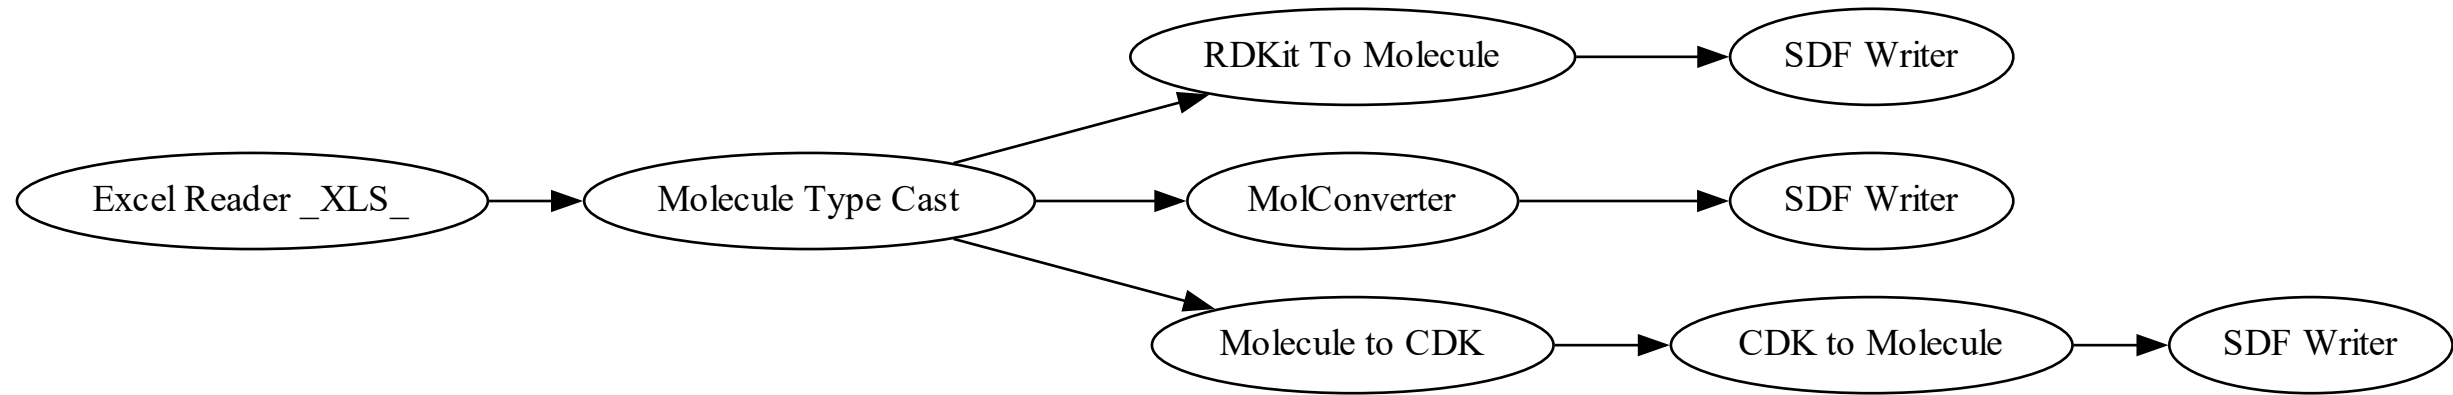 RDKit To Molecule
SDF Writer
Excel Reader _XLS_
Molecule Type Cast
MolConverter
SDF Writer
Molecule to CDK
CDK to Molecule
SDF Writer